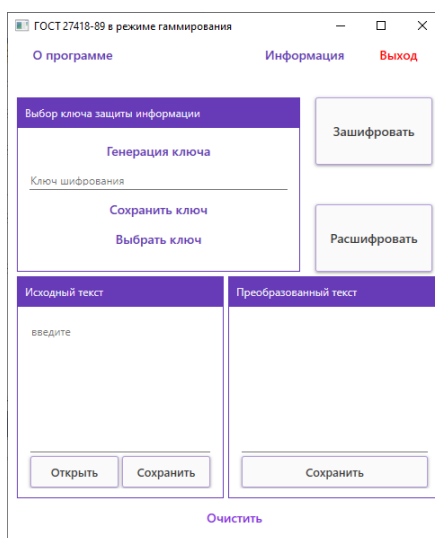 ГОСТ 27418-89 в режиме гаммирования
О программе Информация Выход
Выбор ключа защиты информации
Генерация ключа
Ключ шифрования
Сохранить ключ
Выбрать ключ
Зашифровать
Расшифровать
Исходный текст
введите
Открыть Сохранить
Преобразованный текст
Сохранить
Очистить